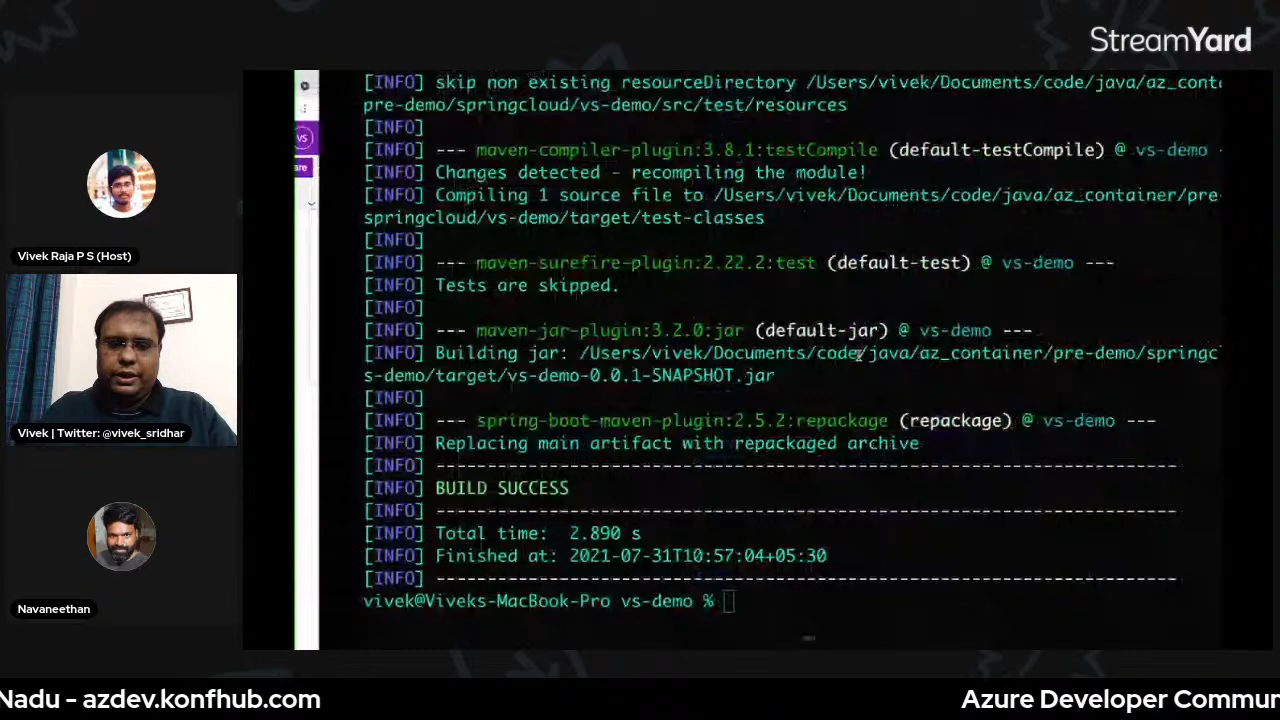 StreamYard
Vivek Raja P S (Host)
Vivek | Twitter: @vivek_sridhar
Navaneethan
VS
are
[INFO] skip non existing resourceDirectory /Users/vivek/Documents/code/java/az_conta
pre-demo/springcloud/vs-demo/src/test/resources
[INFO]
[INFO] --- maven-compiler-plugin:3.8.1:testCompile (default-testCompile) @ vs-demo -
[INFO] Changes detected - recompiling the module!
[INFO] Compiling 1 source file to /Users/vivek/Documents/code/java/az_container/pre-
springcloud/vs-demo/target/test-classes
[INFO]
[INFO] --- maven-surefire-plugin:2.22.2:test (default-test) @ vs-demo ---
[INFO] Tests are skipped.
[INFO]
[INFO] --- maven-jar-plugin:3.2.0:jar (default-jar) @ vs-demo ---
[INFO] Building jar: /Users/vivek/Documents/code/java/az_container/pre-demo/springc
s-demo/target/vs-demo-0.0.1-SNAPSHOT.jar
[INFO]
[INFO] --- spring-boot-maven-plugin:2.5.2:repackage (repackage) @ vs-demo ---
[INFO] Replacing main artifact with repackaged archive
[INFO] ------------------------------------------------------------------------
[INFO] BUILD SUCCESS
[INFO] ------------------------------------------------------------------------
[INFO] Total time:  2.890 s
[INFO] Finished at: 2021-07-31T10:57:04+05:30
[INFO] ------------------------------------------------------------------------
vivek@Viveks-MacBook-Pro vs-demo %
Nadu - azdev.konfhub.com
Azure Developer Commun